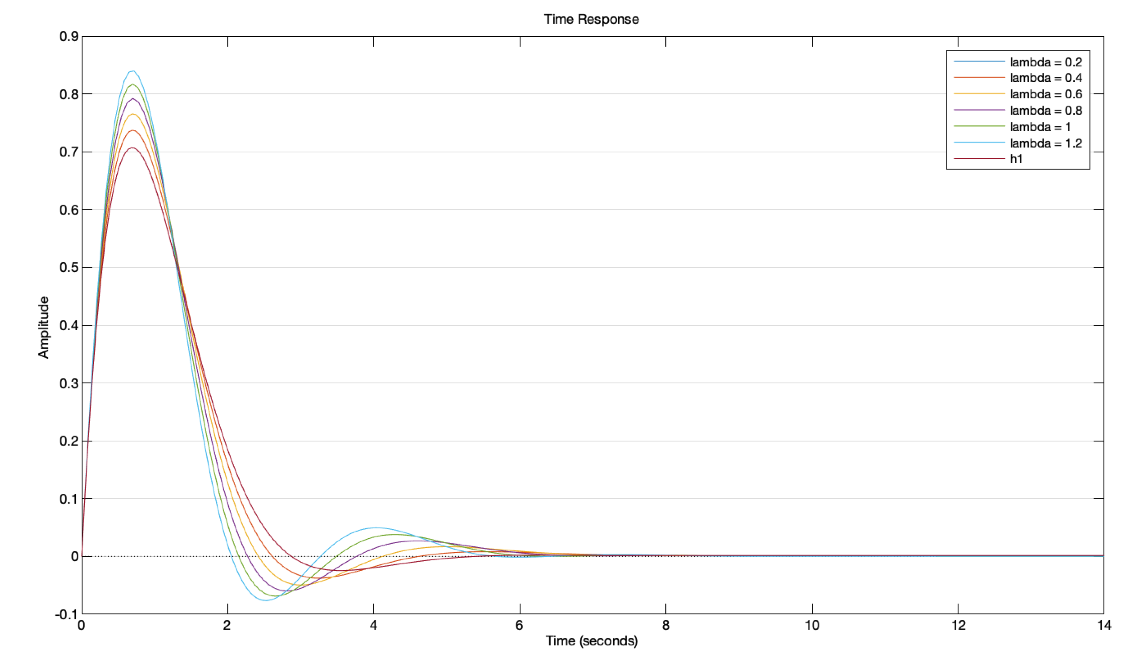 Time Response
0.9
0.8
0.7
0.6
0.5
0.4
0.3
0.2
0.1
0
-0.1
Amplitude
lambda = 0.2
lambda = 0.4
lambda = 0.6
lambda = 0.8
lambda = 1
lambda = 1.2
h1
0 2 4 6 8 10 12 14
Time (seconds)